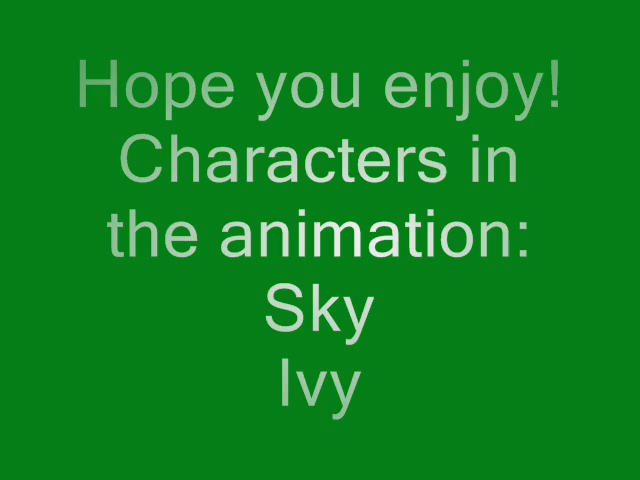 Hope you enjoy!
Characters in
the animation:
Sky
Ivy